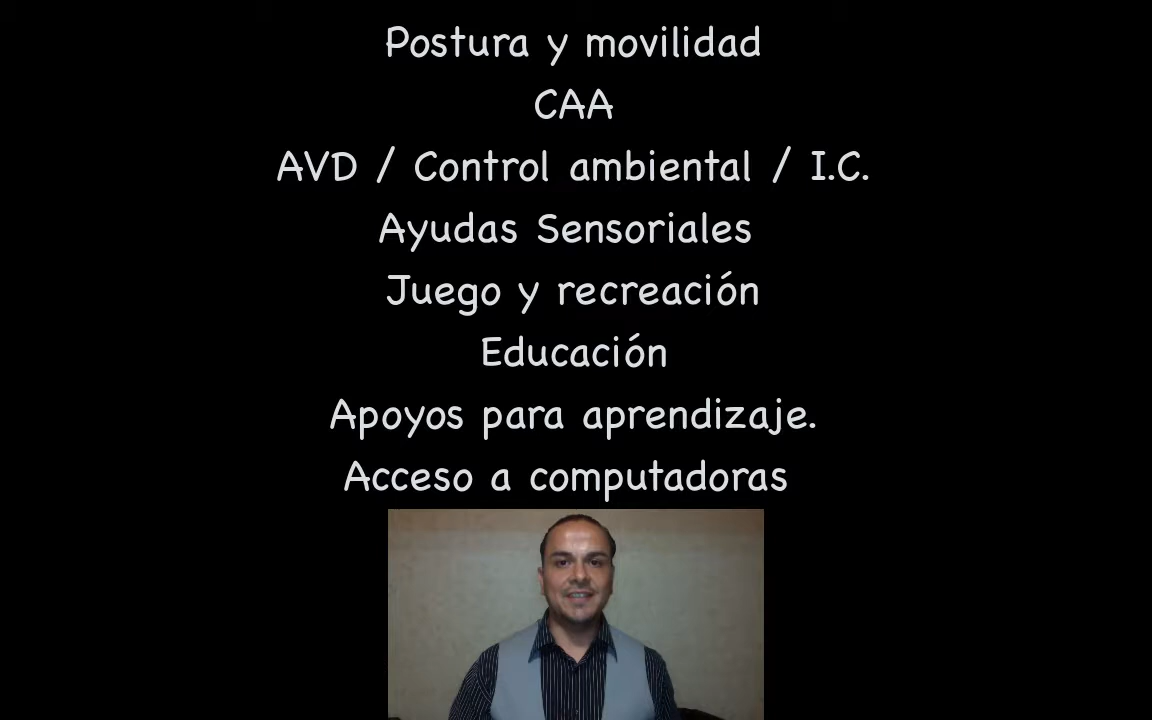 Postura y movilidad
CAA
AVD / Control ambiental / I.C.
Ayudas Sensoriales
Juego y recreación
Educación
Apoyos para aprendizaje.
Acceso a computadoras